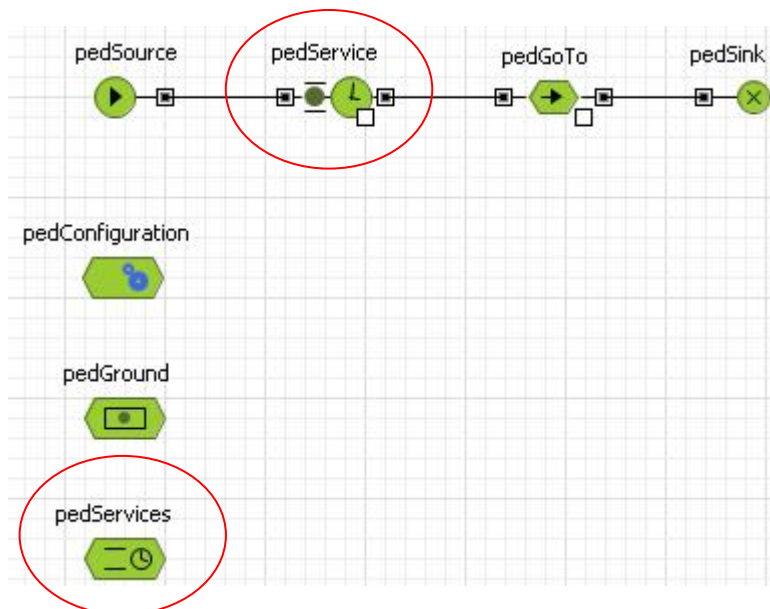 pedSource
pedService
pedGoTo
pedSink
pedConfiguration
pedGround
pedServices